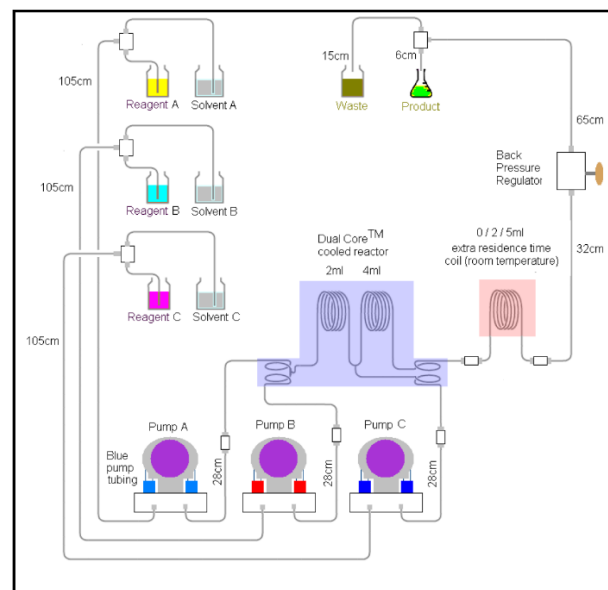 105cm
Reagent A
Solvent A
15cm
6cm
Waste
Product
65cm
105cm
Reagent B
Solvent B
Back
Pressure
Regulator
105cm
Reagent C
Solvent C
Dual Core™
cooled reactor
2ml
4ml
0 / 2 / 5ml
extra residence time
coil (room temperature)
32cm
Pump A
Pump B
Pump C
Blue
pump
tubing
28cm
28cm
28cm